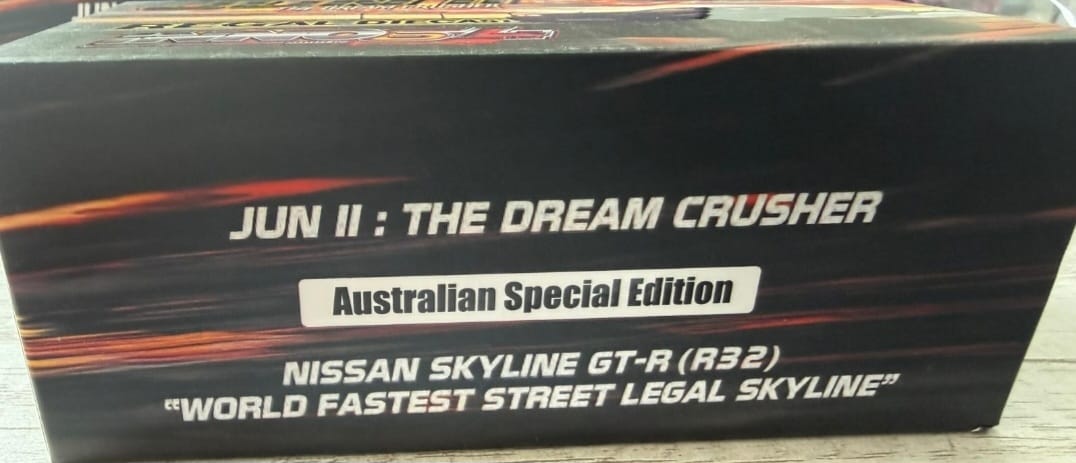 JUN II : THE DREAM CRUSHER
Australian Special Edition
NISSAN SKYLINE GT-R (R32)
“WORLD FASTEST STREET LEGAL SKYLINE”